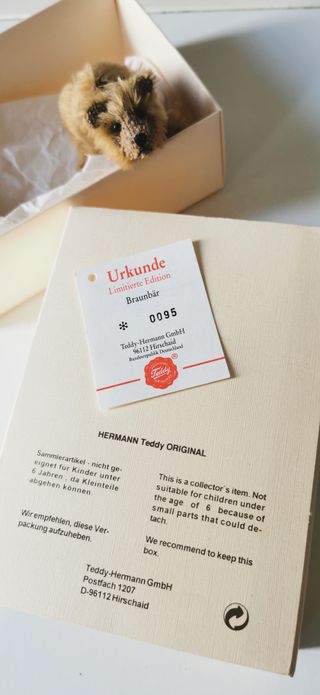 Urkunde
Limitierte Edition
Braunbär
* 0095
Teddy-Hermann GmbH
96112 Hirschaid
Bundesrepublik Deutschland
Teddy
®
HERMANN Teddy ORIGINAL
Sammlerartikel - nicht ge-
eignet für Kinder unter
6 Jahren , da Kleinteile
abgehen können.
Wir empfehlen, diese Ver-
packung aufzuheben.
This is a collector´s item. Not
suitable for children under
the age of 6 because of
small parts that could de-
tach.
We recommend to keep this
box.
Teddy-Hermann GmbH
Postfach 1207
D-96112 Hirschaid